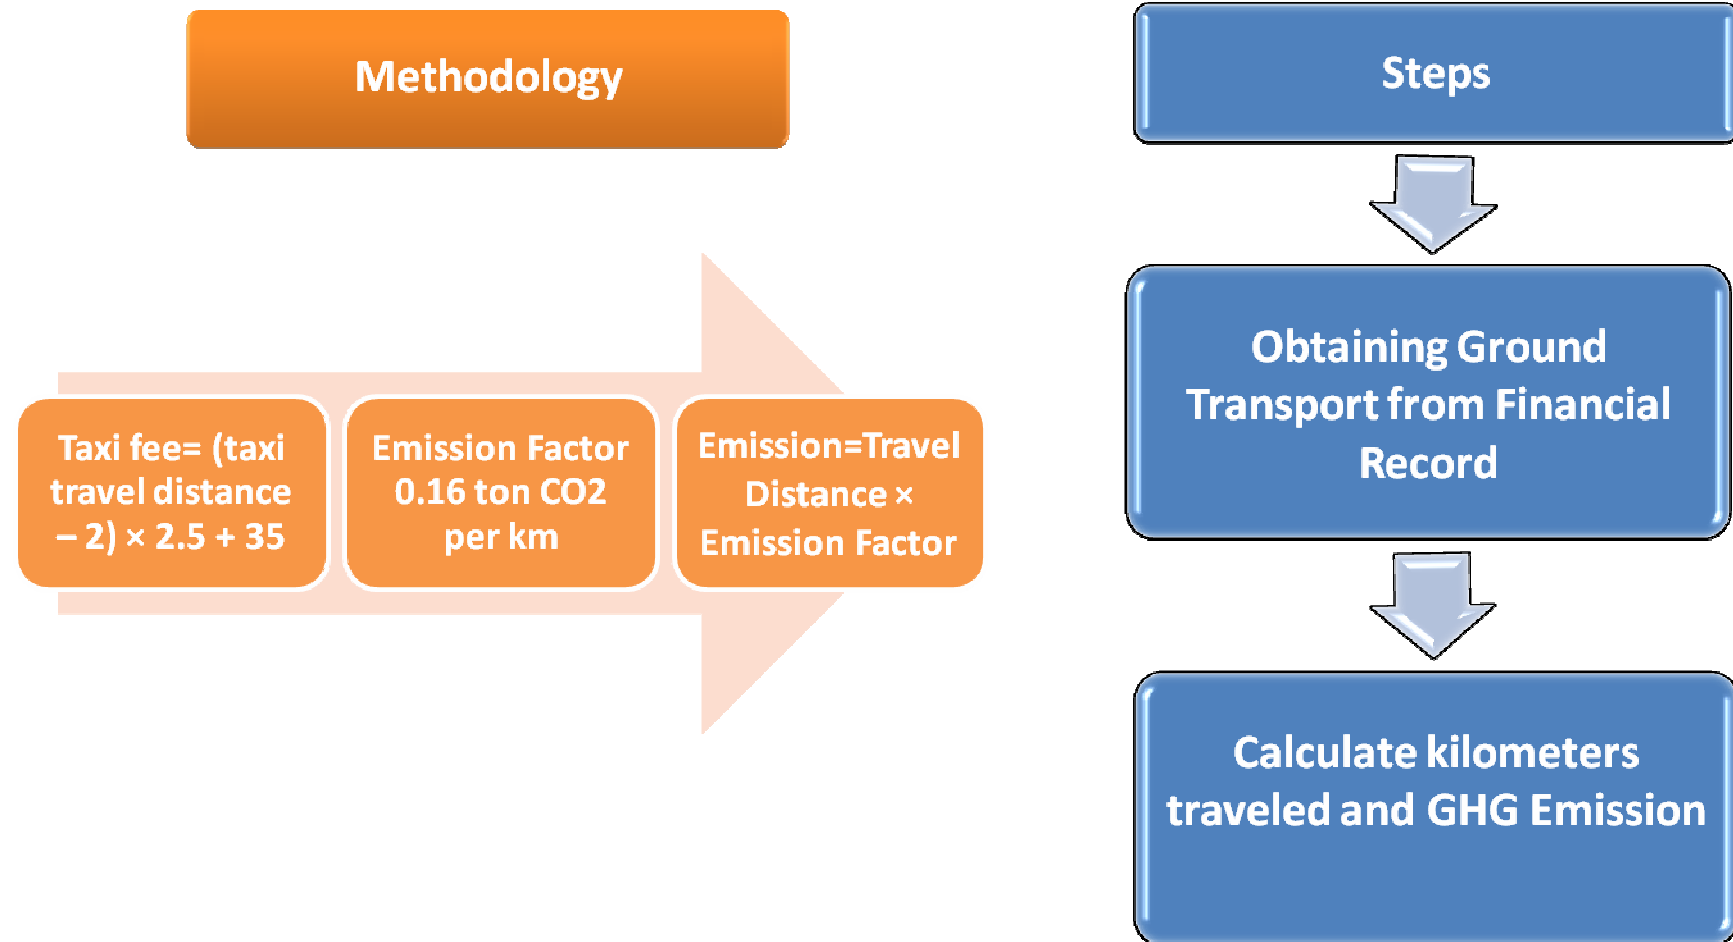 Methodology
Taxi fee= (taxi
travel distance
– 2) × 2.5 + 35
Emission Factor
0.16 ton CO2
per km
Emission=Travel
Distance ×
Emission Factor
Steps
Obtaining Ground
Transport from Financial
Record
Calculate kilometers
traveled and GHG Emission